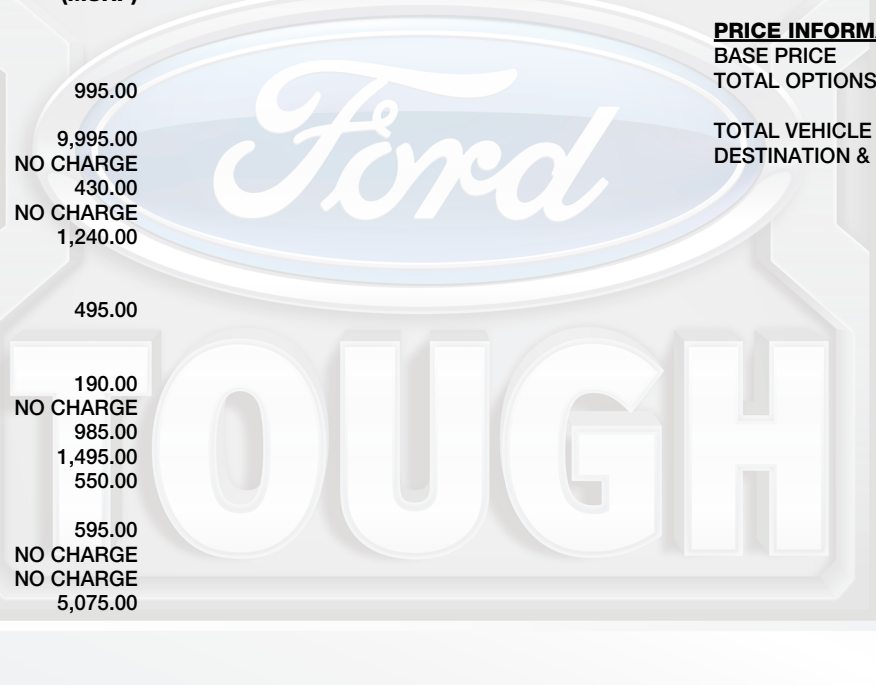 (MSRP)
PRICE INFORM
BASE PRICE
TOTAL OPTIONS
TOTAL VEHICLE
DESTINATION &
995.00
9,995.00
NO CHARGE
430.00
NO CHARGE
1,240.00
495.00
190.00
NO CHARGE
985.00
1,495.00
550.00
595.00
NO CHARGE
NO CHARGE
5,075.00
Ford
TOUGH